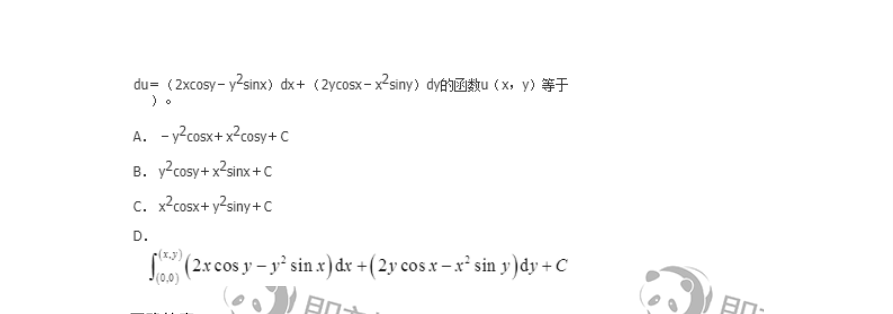 du=（2xcosy－y²sinx）dx＋（2ycosx－x²siny）dy的函数u（x，y）等于
）。
A．－y²cosx＋x²cosy＋C
B．y²cosy＋x²sinx＋C
C．x²cosx＋y²siny＋C
D．
∫₍₀,₀₎⁽ˣ,ʸ⁾(2x cos y − y² sin x)dx +(2y cos x − x² sin y)dy + C